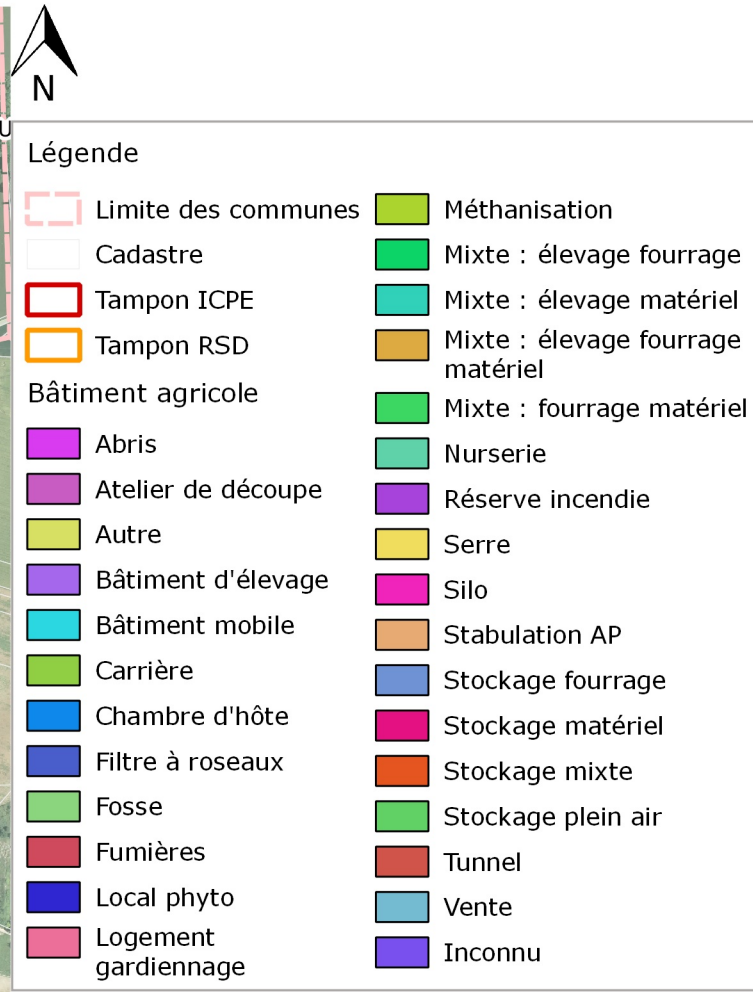 N
U
Légende
Limite des communes
Cadastre
Tampon ICPE
Tampon RSD
Bâtiment agricole
Abris
Atelier de découpe
Autre
Bâtiment d'élevage
Bâtiment mobile
Carrière
Chambre d'hôte
Filtre à roseaux
Fosse
Fumières
Local phyto
Logement
gardiennage
Méthanisation
Mixte : élevage fourrage
Mixte : élevage matériel
Mixte : élevage fourrage
matériel
Mixte : fourrage matériel
Nurserie
Réserve incendie
Serre
Silo
Stabulation AP
Stockage fourrage
Stockage matériel
Stockage mixte
Stockage plein air
Tunnel
Vente
Inconnu